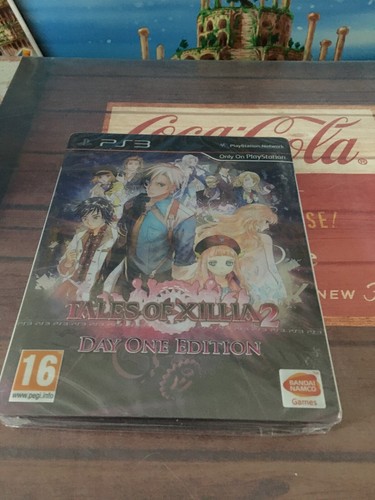 PS3
PlayStation Network
Only On PlayStation
Coca-Cola
®
SE!
NEW
TALES OF XILLIA 2
DAY ONE EDITION
16
www.pegi.info
BANDAI
NAMCO
Games